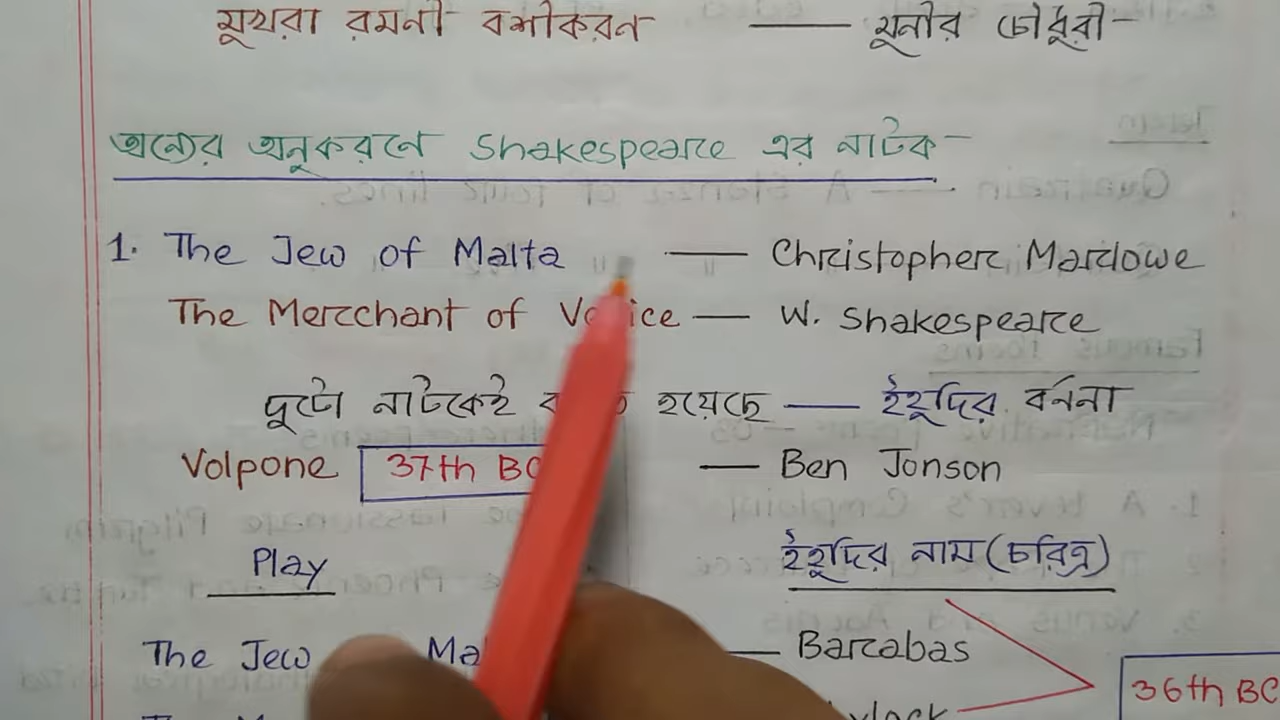 মুখরা রমনী বশীকরন — মুনীর চৌধুরী
অন্যের অনুকরনে Shakespeare এর নাটক
1. The Jew of Malta — Christopher Marlowe
The Merchant of — W. Shakespeare
দুটো নাটকেই হয়েছে — ইহুদির বর্ননা
Volpone 37th BC — Ben Jonson
Play ইহুদির নাম (চরিত্র)
The Jew — Barabas
36th BC